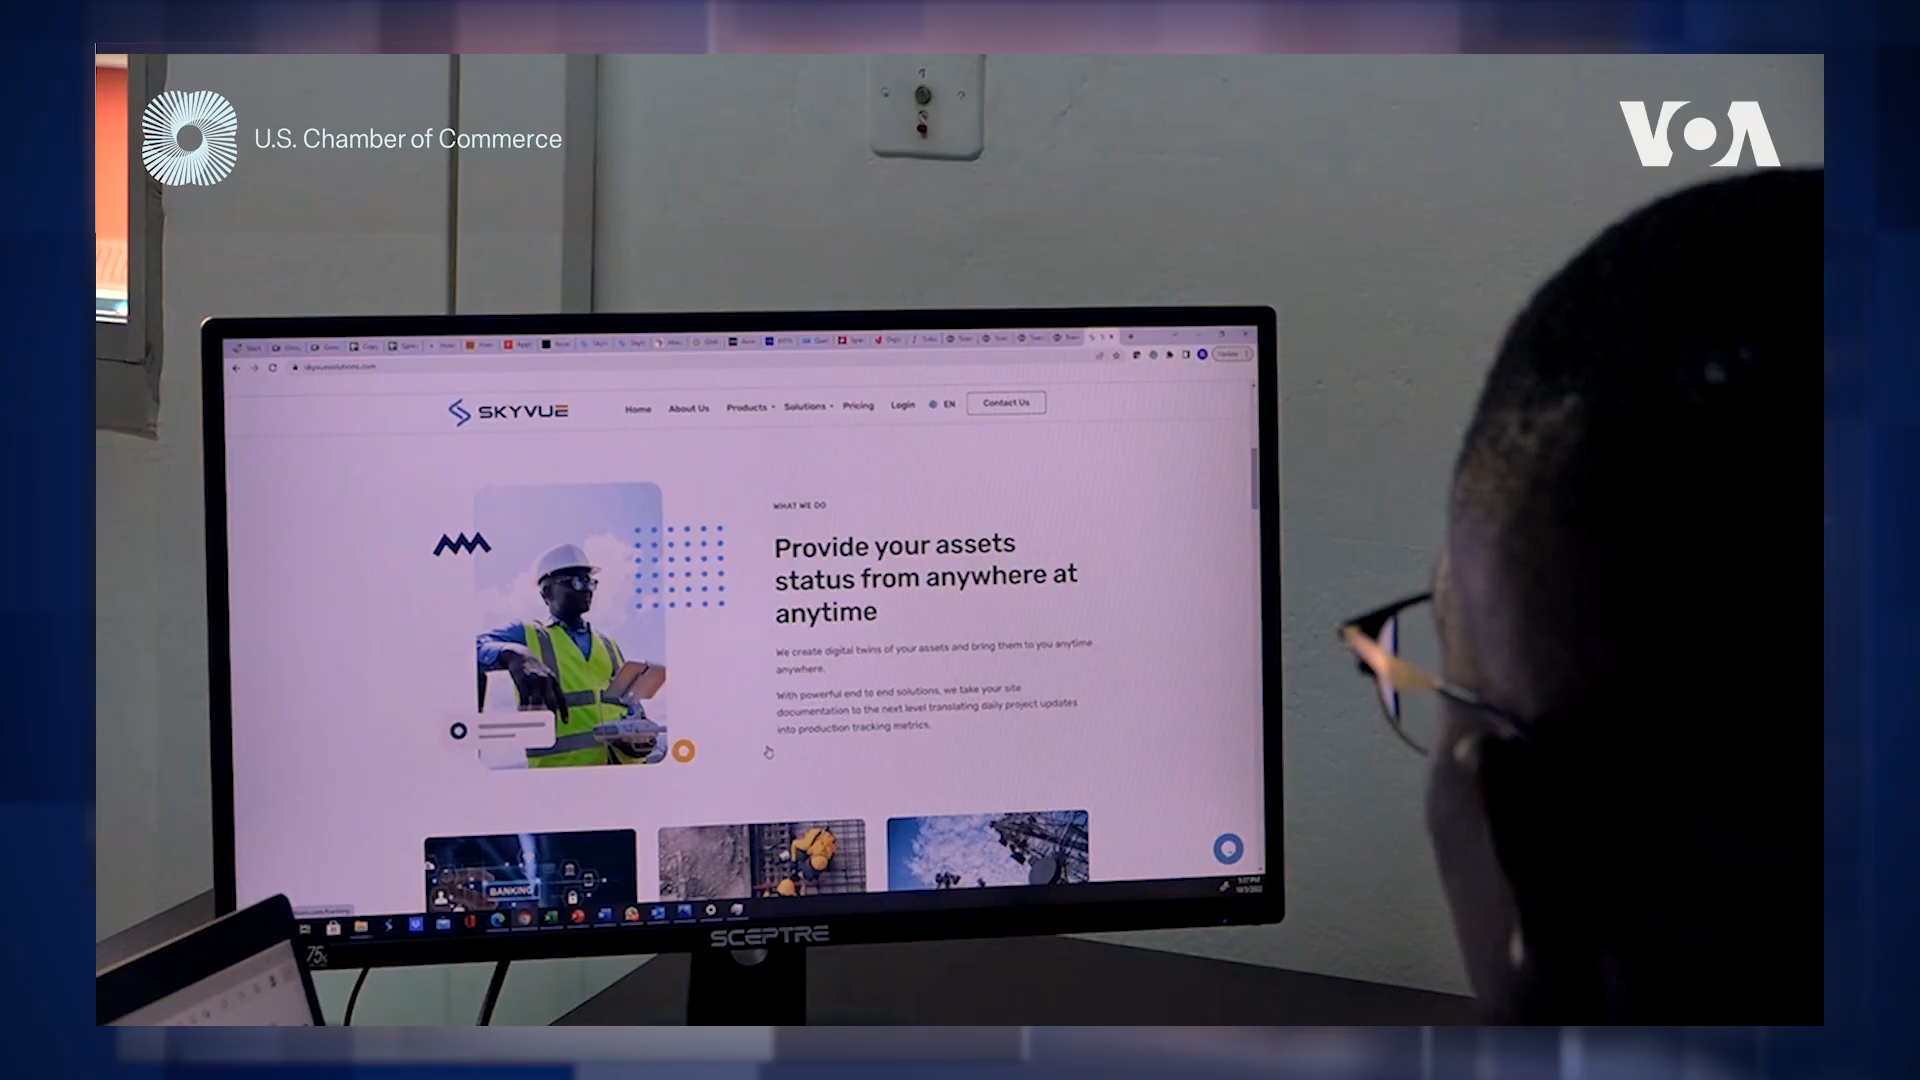 U.S. Chamber of Commerce
VOA
skyvuesolutions.com
SKYVUE
Home About Us Products Solutions Pricing Login EN Contact Us
WHAT WE DO
Provide your assets
status from anywhere at
anytime
We create digital twins of your assets and bring them to you anytime
anywhere.
With powerful end to end solutions, we take your site
documentation to the next level translating daily project updates
into production tracking metrics.
BANKING
SCEPTRE
75